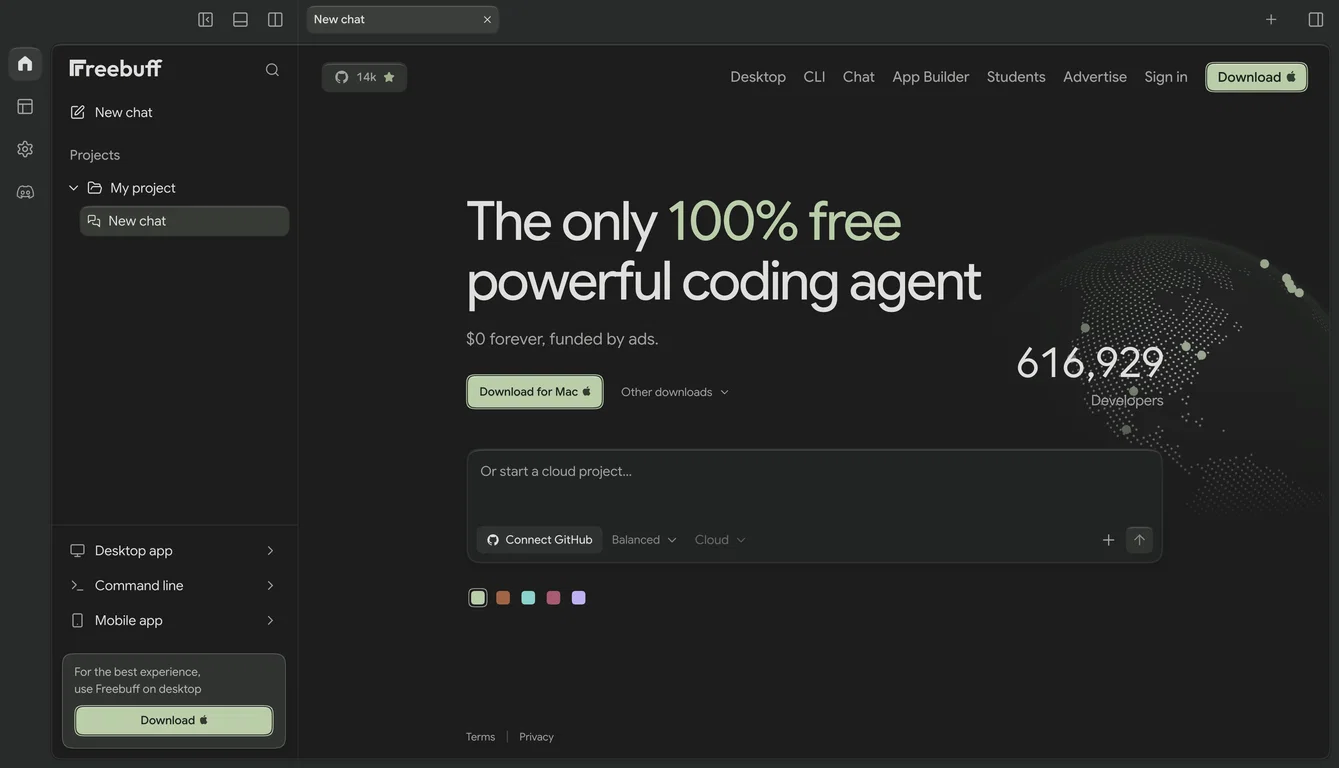 New chat
Freebuff
New chat
Projects
My project
New chat
Desktop app
Command line
Mobile app
For the best experience,
use Freebuff on desktop
Download
14k
Desktop
CLI
Chat
App Builder
Students
Advertise
Sign in
Download
The only 100% free
powerful coding agent
$0 forever, funded by ads.
Download for Mac
Other downloads
616,929
Developers
Or start a cloud project...
Connect GitHub
Balanced
Cloud
Terms
Privacy